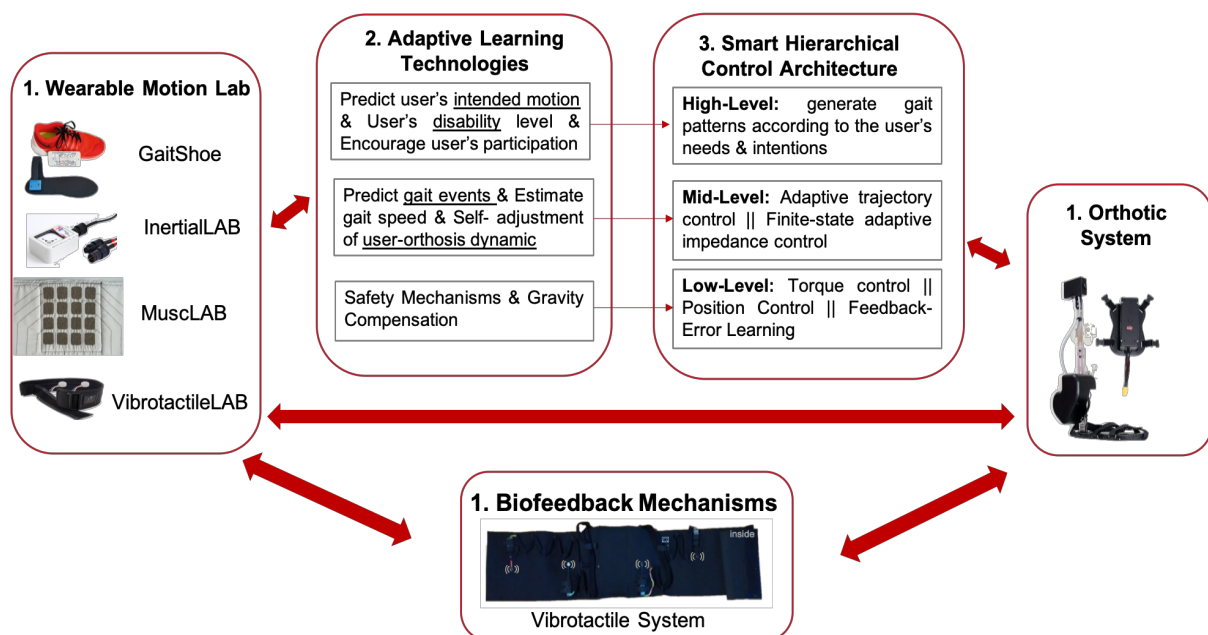 1. Wearable Motion Lab
GaitShoe
InertialLAB
MuscLAB
VibrotactileLAB
2. Adaptive Learning
Technologies
Predict user's intended motion
& User's disability level &
Encourage user's participation
Predict gait events & Estimate
gait speed & Self- adjustment
of user-orthosis dynamic
Safety Mechanisms & Gravity
Compensation
3. Smart Hierarchical
Control Architecture
High-Level: generate gait
patterns according to the user's
needs & intentions
Mid-Level: Adaptive trajectory
control || Finite-state adaptive
impedance control
Low-Level: Torque control ||
Position Control || Feedback-
Error Learning
1. Orthotic
System
1. Biofeedback Mechanisms
inside
Vibrotactile System